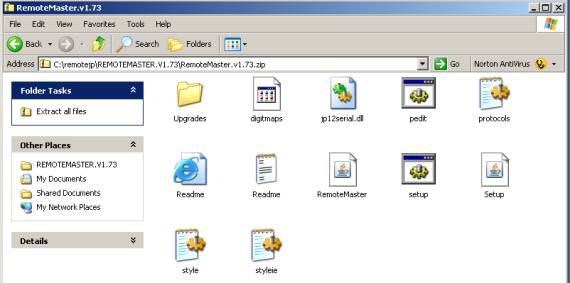 RemoteMaster.v1.73
File Edit View Favorites Tools Help
Back Search Folders
Address C:\remotejp\REMOTEMASTER.V1.73\RemoteMaster.v1.73.zip Go Norton AntiVirus
Folder Tasks
Extract all files
Other Places
REMOTEMASTER.V1.73
My Documents
Shared Documents
My Network Places
Details
Upgrades digitmaps jp12serial.dll pedit protocols
Readme Readme RemoteMaster setup Setup
style styleie